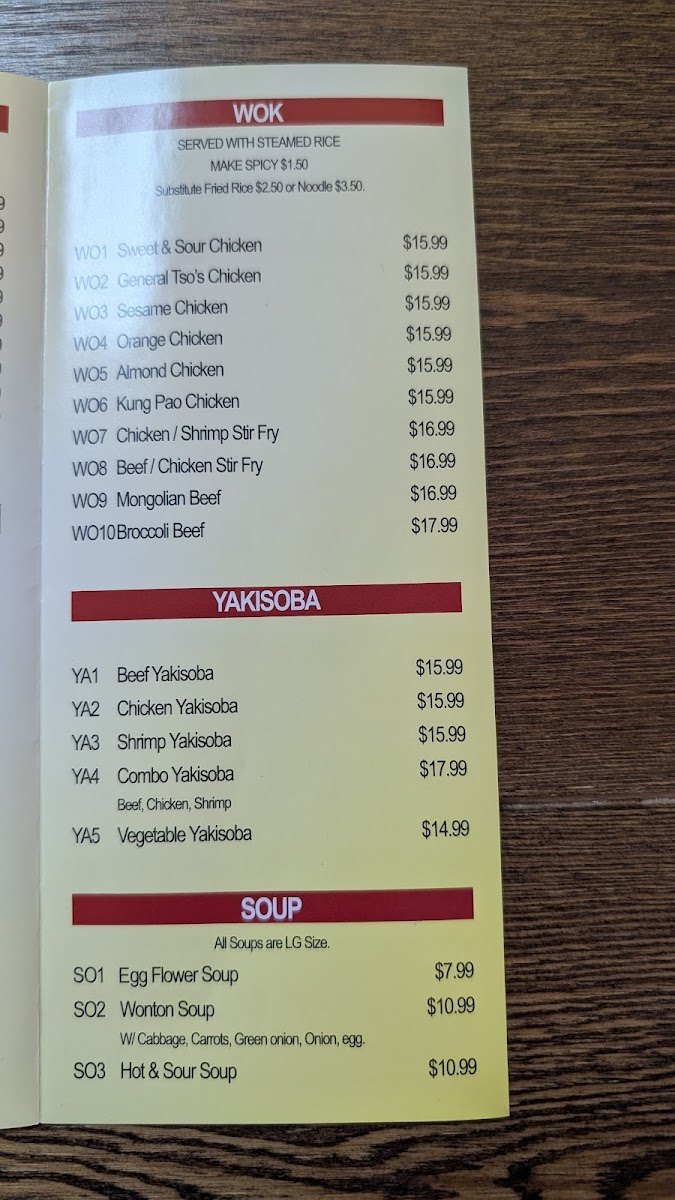 WOK
SERVED WITH STEAMED RICE
MAKE SPICY $1.50
Substitute Fried Rice $2.50 or Noodle $3.50.
WO1 Sweet & Sour Chicken $15.99
WO2 General Tso's Chicken $15.99
WO3 Sesame Chicken $15.99
WO4 Orange Chicken $15.99
WO5 Almond Chicken $15.99
WO6 Kung Pao Chicken $15.99
WO7 Chicken / Shrimp Stir Fry $16.99
WO8 Beef / Chicken Stir Fry $16.99
WO9 Mongolian Beef $16.99
WO10 Broccoli Beef $17.99
YAKISOBA
YA1 Beef Yakisoba $15.99
YA2 Chicken Yakisoba $15.99
YA3 Shrimp Yakisoba $15.99
YA4 Combo Yakisoba $17.99
Beef, Chicken, Shrimp
YA5 Vegetable Yakisoba $14.99
SOUP
All Soups are LG Size.
SO1 Egg Flower Soup $7.99
SO2 Wonton Soup $10.99
W/ Cabbage, Carrots, Green onion, Onion, egg.
SO3 Hot & Sour Soup $10.99